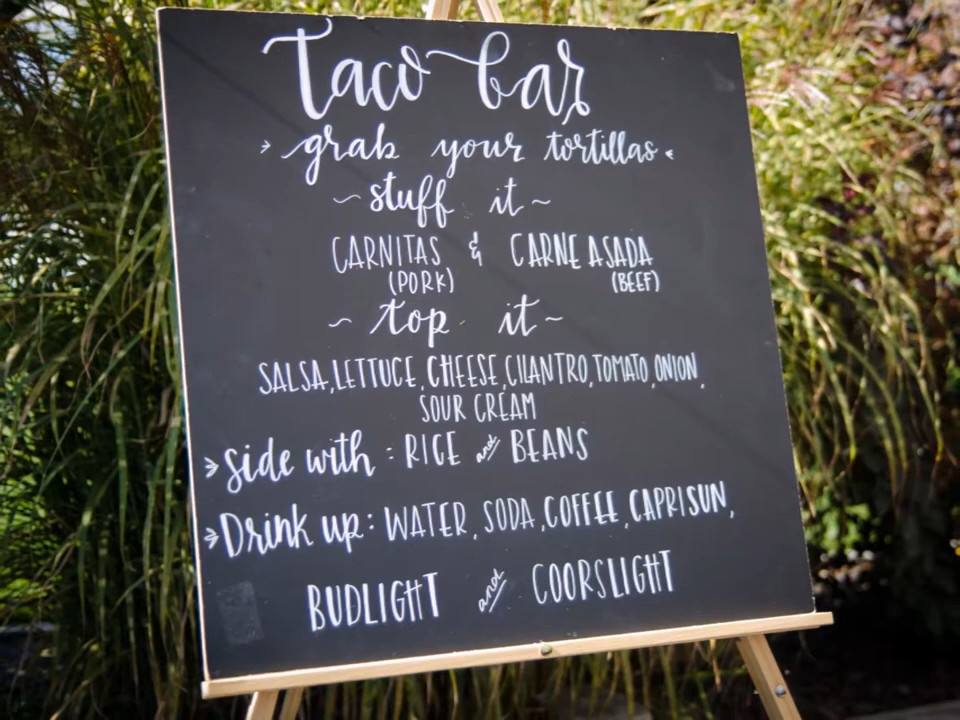 Taco bar
grab your tortillas
~ stuff it ~
CARNITAS & CARNE ASADA
(PORK) (BEEF)
~ top it ~
SALSA, LETTUCE, CHEESE, CILANTRO, TOMATO, ONION,
SOUR CREAM
Side with: RICE and BEANS
Drink up: WATER, SODA, COFFEE, CAPRISUN,
BUDLIGHT and COORSLIGHT